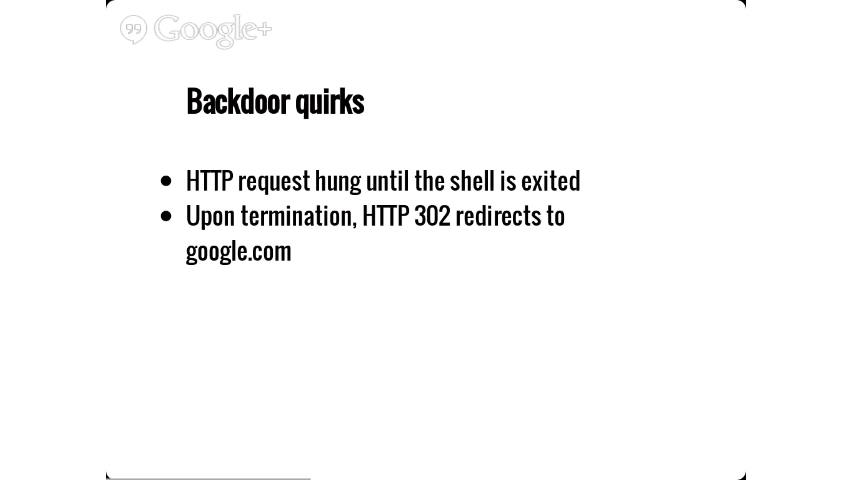 Google+
Backdoor quirks
• HTTP request hung until the shell is exited
• Upon termination, HTTP 302 redirects to
google.com